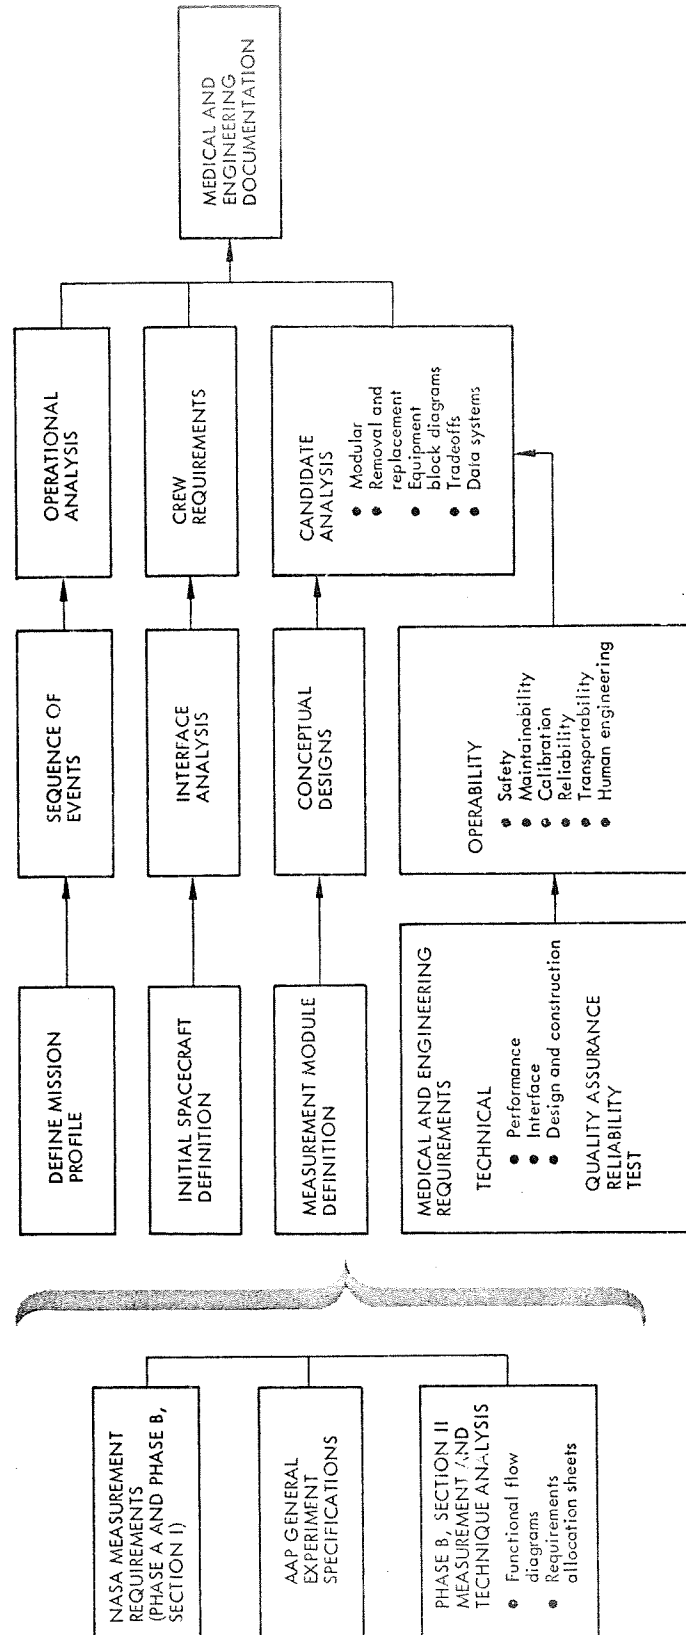 NASA MEASUREMENT
REQUIREMENTS
(PHASE A AND PHASE B,
SECTION I)
AAP GENERAL
EXPERIMENT
SPECIFICATIONS
PHASE B, SECTION II
MEASUREMENT AND
TECHNIQUE ANALYSIS
● Functional flow
diagrams
● Requirements
allocation sheets
DEFINE MISSION
PROFILE
SEQUENCE OF
EVENTS
OPERATIONAL
ANALYSIS
INITIAL SPACECRAFT
DEFINITION
INTERFACE
ANALYSIS
CREW
REQUIREMENTS
MEASUREMENT MODULE
DEFINITION
CONCEPTUAL
DESIGNS
CANDIDATE
ANALYSIS
● Modular
● Removal and
replacement
● Equipment
block diagrams
● Tradeoffs
● Data systems
MEDICAL AND ENGINEERING
REQUIREMENTS
TECHNICAL
● Performance
● Interface
● Design and construction
QUALITY ASSURANCE
RELIABILITY
TEST
OPERABILITY
● Safety
● Maintainability
● Calibration
● Reliability
● Transportability
● Human engineering
MEDICAL AND
ENGINEERING
DOCUMENTATION